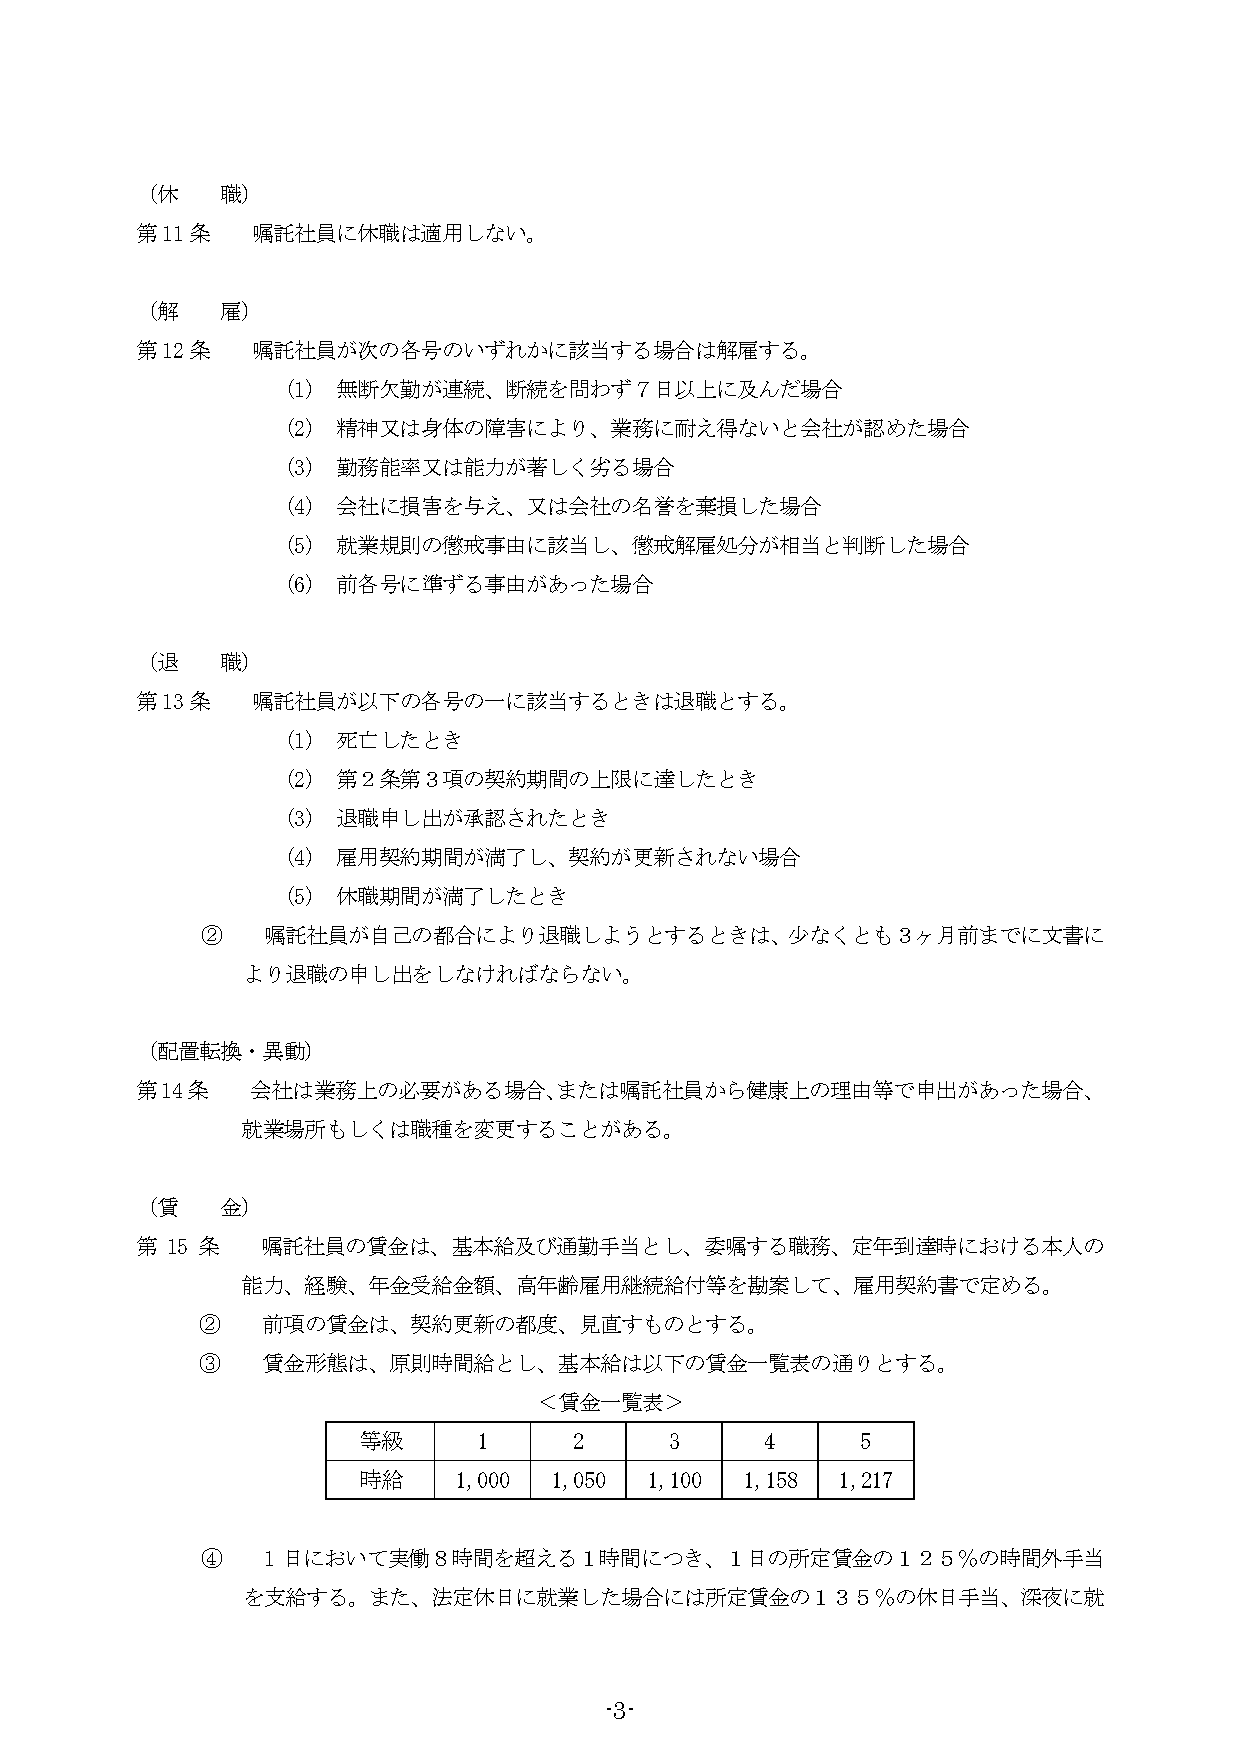 （休　　職）
第11条　　嘱託社員に休職は適用しない。
（解　　雇）
第12条　　嘱託社員が次の各号のいずれかに該当する場合は解雇する。
(1)　無断欠勤が連続、断続を問わず７日以上に及んだ場合
(2)　精神又は身体の障害により、業務に耐え得ないと会社が認めた場合
(3)　勤務能率又は能力が著しく劣る場合
(4)　会社に損害を与え、又は会社の名誉を棄損した場合
(5)　就業規則の懲戒事由に該当し、懲戒解雇処分が相当と判断した場合
(6)　前各号に準ずる事由があった場合
（退　　職）
第13条　　嘱託社員が以下の各号の一に該当するときは退職とする。
(1)　死亡したとき
(2)　第２条第３項の契約期間の上限に達したとき
(3)　退職申し出が承認されたとき
(4)　雇用契約期間が満了し、契約が更新されない場合
(5)　休職期間が満了したとき
②　　嘱託社員が自己の都合により退職しようとするときは、少なくとも３ヶ月前までに文書に
より退職の申し出をしなければならない。
（配置転換・異動）
第14条　　会社は業務上の必要がある場合、または嘱託社員から健康上の理由等で申出があった場合、
就業場所もしくは職種を変更することがある。
（賃　　金）
第 15 条　　嘱託社員の賃金は、基本給及び通勤手当とし、委嘱する職務、定年到達時における本人の
能力、経験、年金受給金額、高年齢雇用継続給付等を勘案して、雇用契約書で定める。
②　　前項の賃金は、契約更新の都度、見直すものとする。
③　　賃金形態は、原則時間給とし、基本給は以下の賃金一覧表の通りとする。
＜賃金一覧表＞
等級　1　2　3　4　5
時給　1,000　1,050　1,100　1,158　1,217
④　　１日において実働８時間を超える１時間につき、１日の所定賃金の１２５％の時間外手当
を支給する。また、法定休日に就業した場合には所定賃金の１３５％の休日手当、深夜に就
-3-